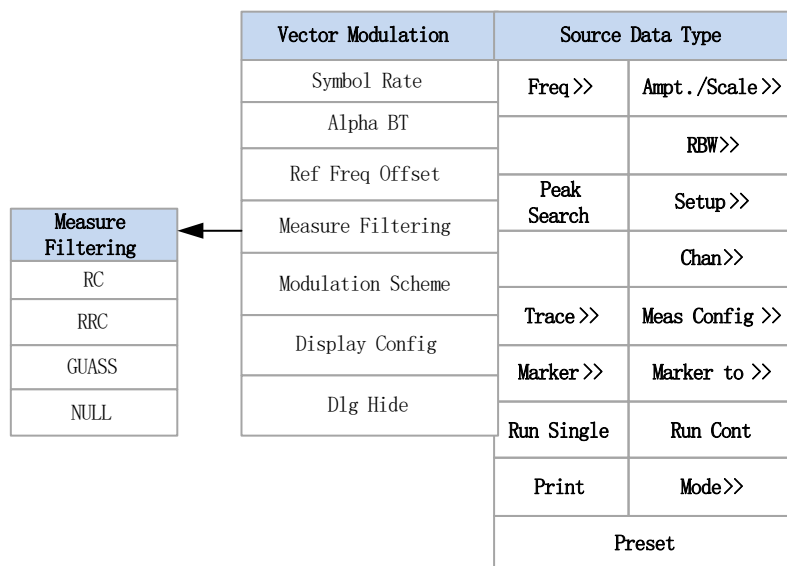 Vector Modulation
Source Data Type
Symbol Rate
Alpha BT
Ref Freq Offset
Measure Filtering
Modulation Scheme
Display Config
Dlg Hide
Measure
Filtering
RC
RRC
GUASS
NULL
Freq>>
Ampt./Scale>>
RBW>>
Peak
Search
Setup>>
Chan>>
Trace>>
Meas Config >>
Marker>>
Marker to >>
Run Single
Run Cont
Print
Mode>>
Preset